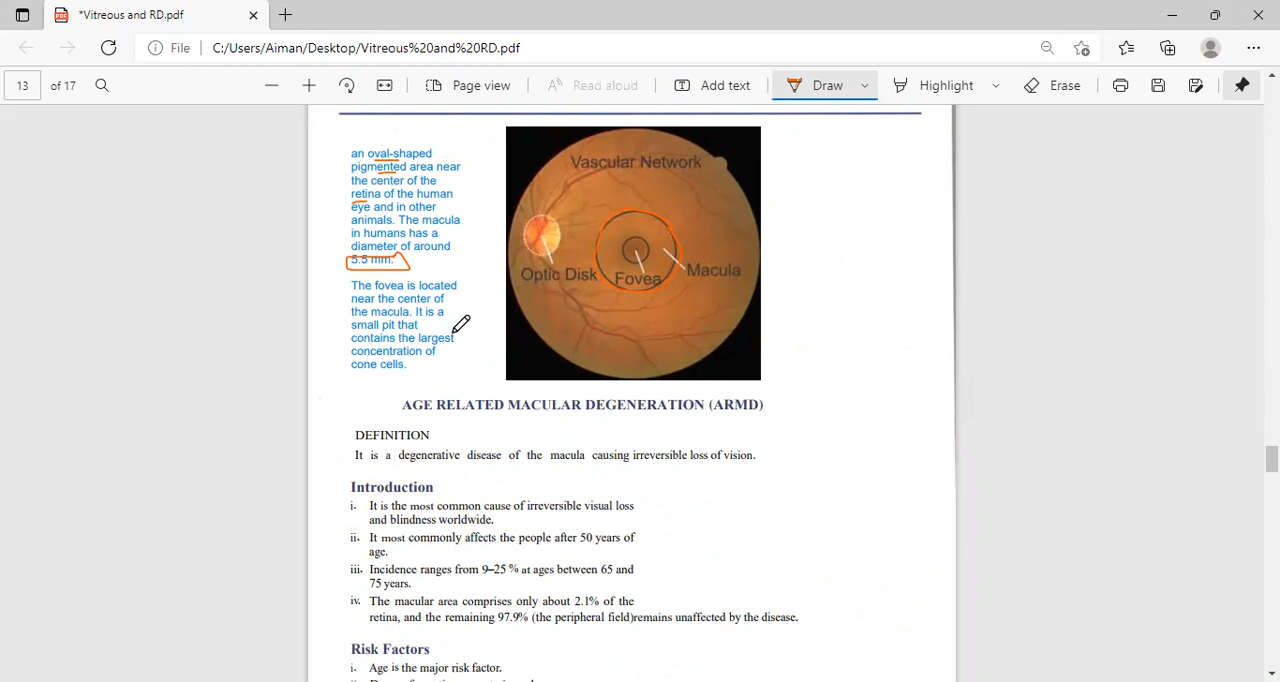 *Vitreous and RD.pdf
File C:/Users/Aiman/Desktop/Vitreous%20and%20RD.pdf
13 of 17 Page view Read aloud Add text Draw Highlight Erase
an oval-shaped
pigmented area near
the center of the
retina of the human
eye and in other
animals. The macula
in humans has a
diameter of around
5.5 mm.
The fovea is located
near the center of
the macula. It is a
small pit that
contains the largest
concentration of
cone cells.
Vascular Network
Optic Disk
Fovea
Macula
AGE RELATED MACULAR DEGENERATION (ARMD)
DEFINITION
It is a degenerative disease of the macula causing irreversible loss of vision.
Introduction
i. It is the most common cause of irreversible visual loss
and blindness worldwide.
ii. It most commonly affects the people after 50 years of
age.
iii. Incidence ranges from 9–25 % at ages between 65 and
75 years.
iv. The macular area comprises only about 2.1% of the
retina, and the remaining 97.9% (the peripheral field)remains unaffected by the disease.
Risk Factors
i. Age is the major risk factor.